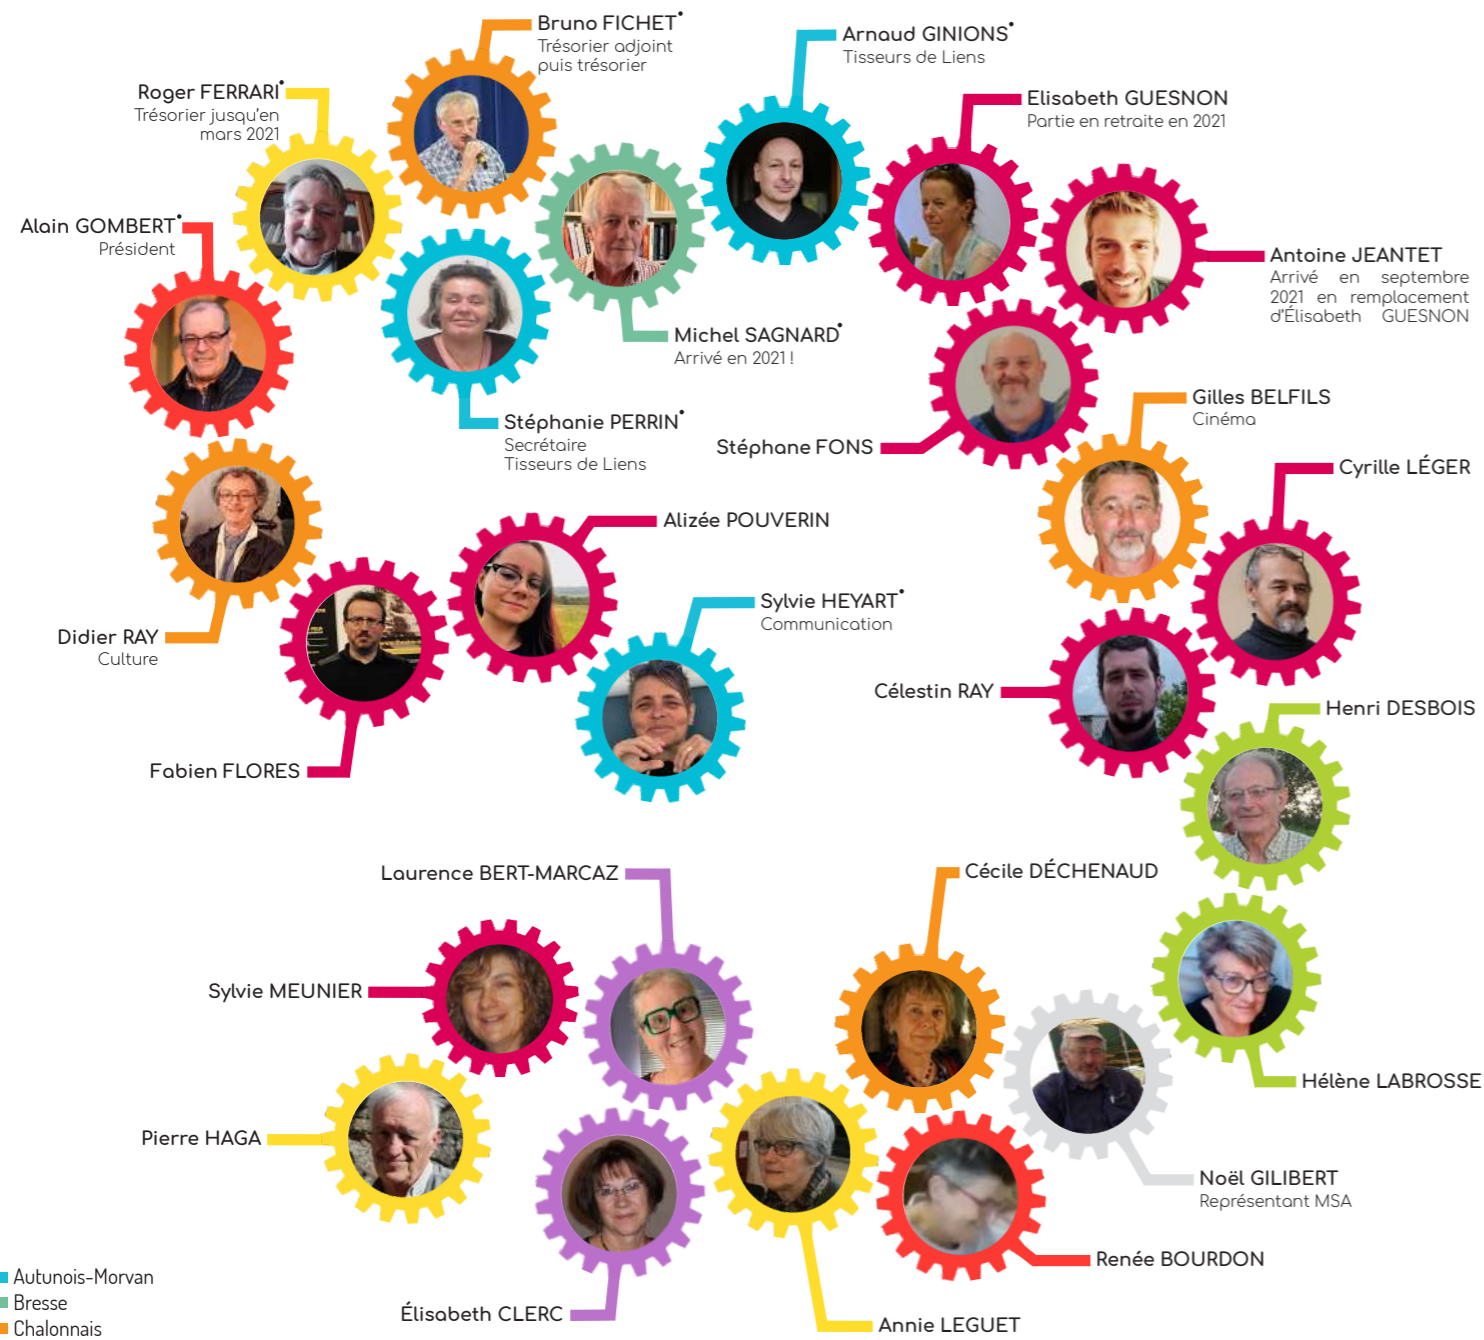 Bruno FICHET•
Trésorier adjoint
puis trésorier
Arnaud GINIONS•
Tisseurs de Liens
Roger FERRARI•
Trésorier jusqu'en
mars 2021
Elisabeth GUESNON
Partie en retraite en 2021
Alain GOMBERT•
Président
Antoine JEANTET
Arrivé en septembre
2021 en remplacement
d'Élisabeth GUESNON
Michel SAGNARD•
Arrivé en 2021 !
Stéphanie PERRIN•
Secrétaire
Tisseurs de Liens
Stéphane FONS
Gilles BELFILS
Cinéma
Cyrille LÉGER
Alizée POUVERIN
Sylvie HEYART•
Communication
Didier RAY
Culture
Célestin RAY
Henri DESBOIS
Fabien FLORES
Laurence BERT-MARCAZ
Cécile DÉCHENAUD
Sylvie MEUNIER
Hélène LABROSSE
Pierre HAGA
Noël GILIBERT
Représentant MSA
Renée BOURDON
Élisabeth CLERC
Annie LEGUET
Autunois-Morvan
Bresse
Chalonnais